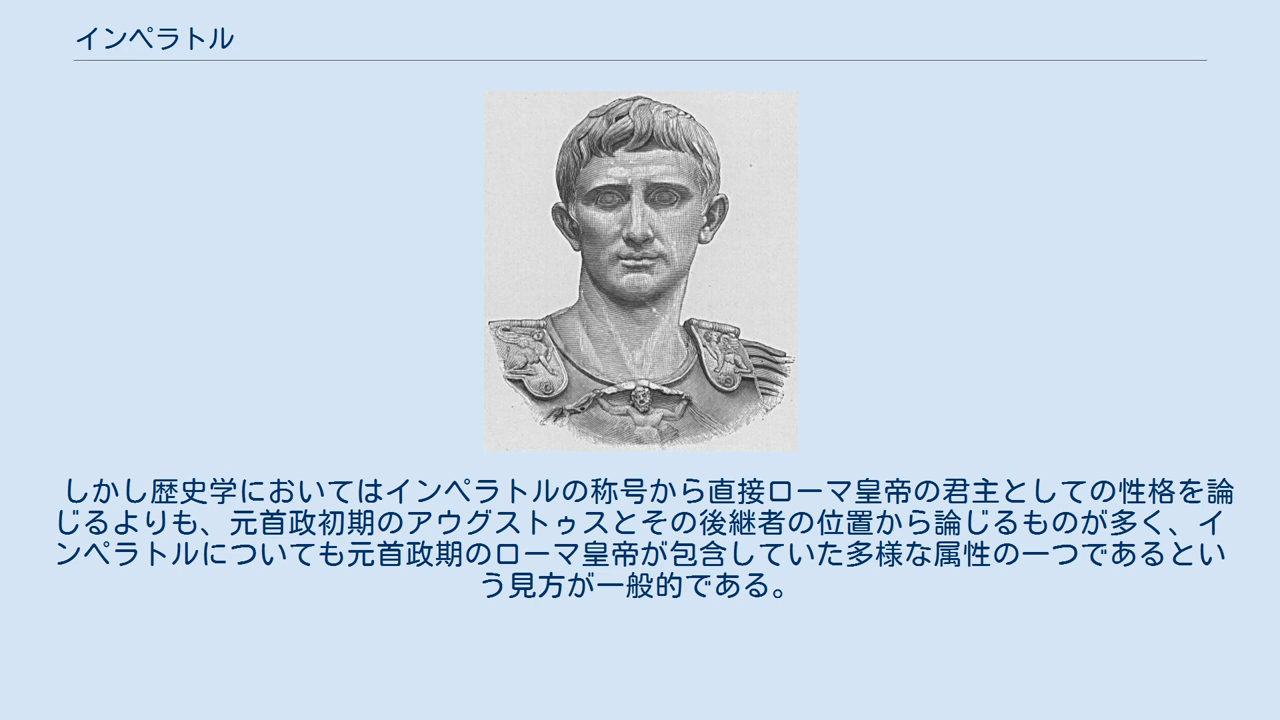 インペラトル
しかし歴史学においてはインペラトルの称号から直接ローマ皇帝の君主としての性格を論
じるよりも、元首政初期のアウグストゥスとその後継者の位置から論じるものが多く、イ
ンペラトルについても元首政期のローマ皇帝が包含していた多様な属性の一つであるとい
う見方が一般的である。